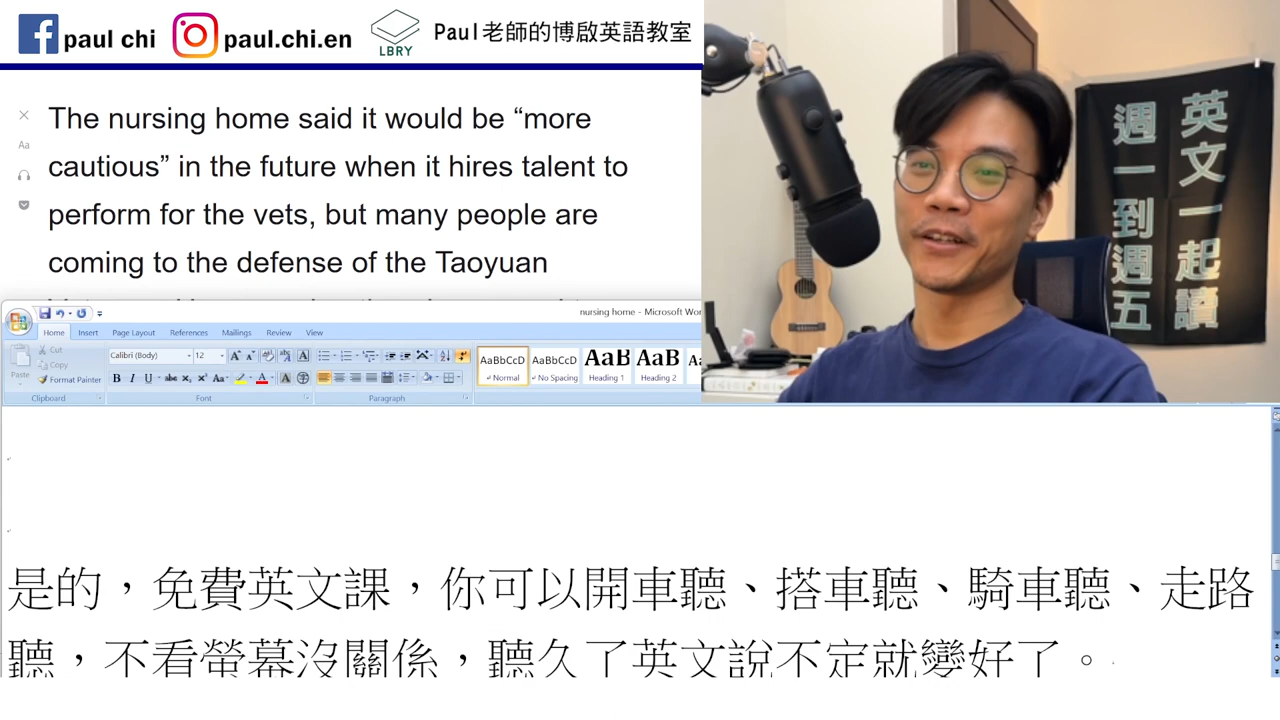 paul chi
paul.chi.en
LBRY
Paul老師的博啟英語教室
The nursing home said it would be “more
cautious” in the future when it hires talent to
perform for the vets, but many people are
coming to the defense of the Taoyuan
Aa
nursing home - Microsoft Wor
Home Insert Page Layout References Mailings Review View
Paste
Cut
Copy
Format Painter
Clipboard
Calibri (Body)
12
Font
Paragraph
AaBbCcD AaBbCcD AaB AaB
Normal No Spacing Heading 1 Heading 2
英文一起讀
週一到週五
是的，免費英文課，你可以開車聽、搭車聽、騎車聽、走路
聽，不看螢幕沒關係，聽久了英文說不定就變好了。